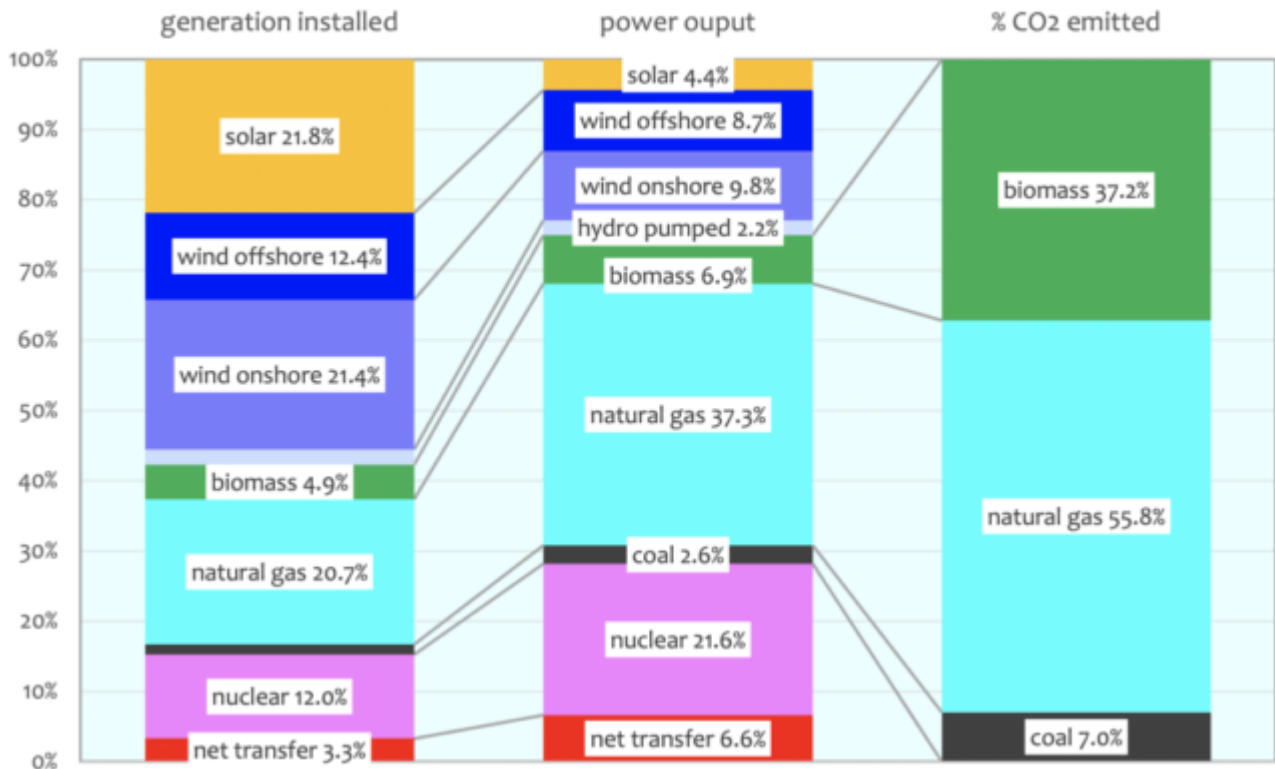 generation installed
power ouput
% CO2 emitted
100%
90%
80%
70%
60%
50%
40%
30%
20%
10%
0%
solar 21.8%
wind offshore 12.4%
wind onshore 21.4%
biomass 4.9%
natural gas 20.7%
nuclear 12.0%
net transfer 3.3%
solar 4.4%
wind offshore 8.7%
wind onshore 9.8%
hydro pumped 2.2%
biomass 6.9%
natural gas 37.3%
coal 2.6%
nuclear 21.6%
net transfer 6.6%
biomass 37.2%
natural gas 55.8%
coal 7.0%